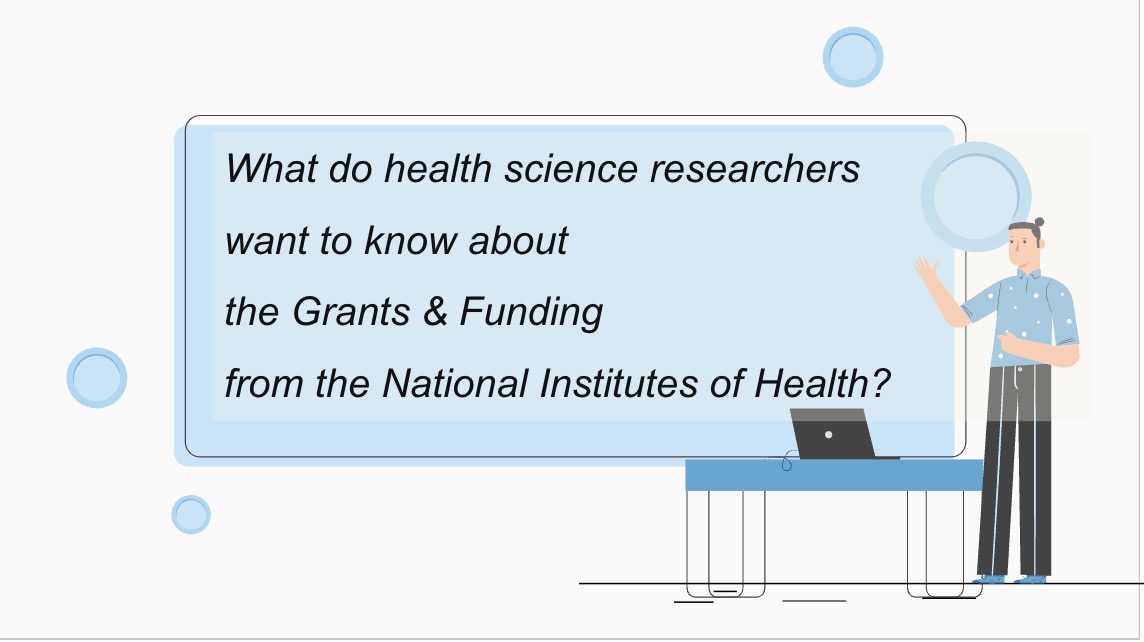 What do health science researchers
want to know about
the Grants & Funding
from the National Institutes of Health?